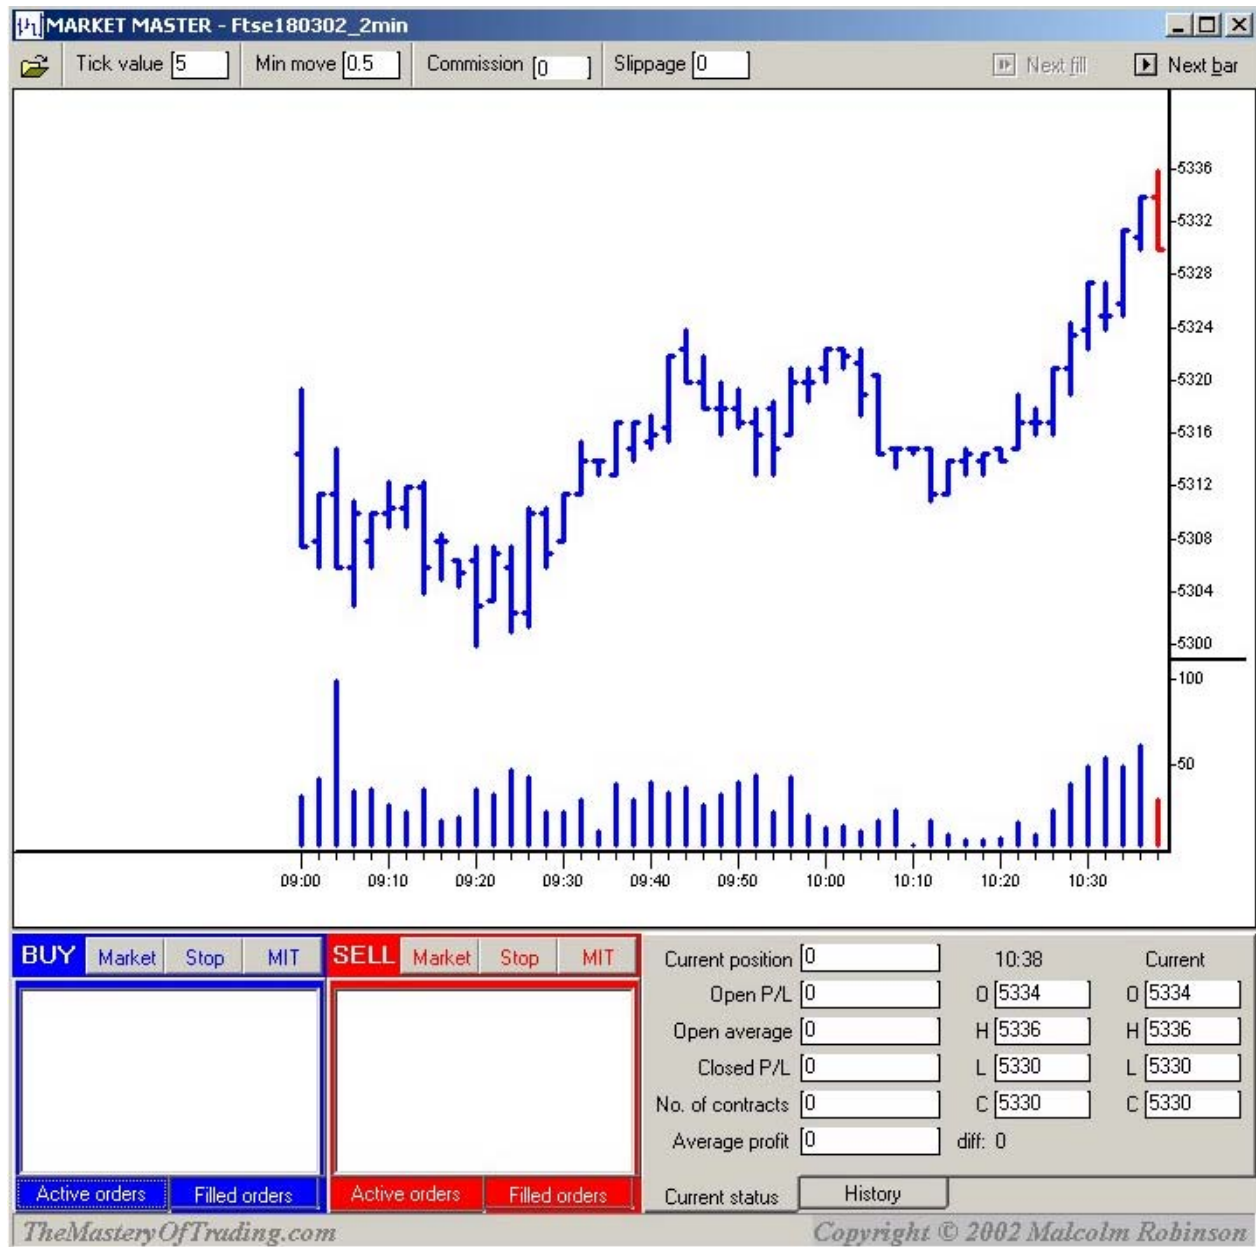 MARKET MASTER - Ftse180302_2min
Tick value 5 Min move 0.5 Commission 0 Slippage 0 Next fill Next bar
5336
5332
5328
5324
5320
5316
5312
5308
5304
5300
100
50
09:00 09:10 09:20 09:30 09:40 09:50 10:00 10:10 10:20 10:30
BUY Market Stop MIT SELL Market Stop MIT
Current position 0 10:38 Current
Open P/L 0 O 5334 O 5334
Open average 0 H 5336 H 5336
Closed P/L 0 L 5330 L 5330
No. of contracts 0 C 5330 C 5330
Average profit 0 diff: 0
Active orders Filled orders Active orders Filled orders Current status History
TheMasteryOfTrading.com Copyright © 2002 Malcolm Robinson